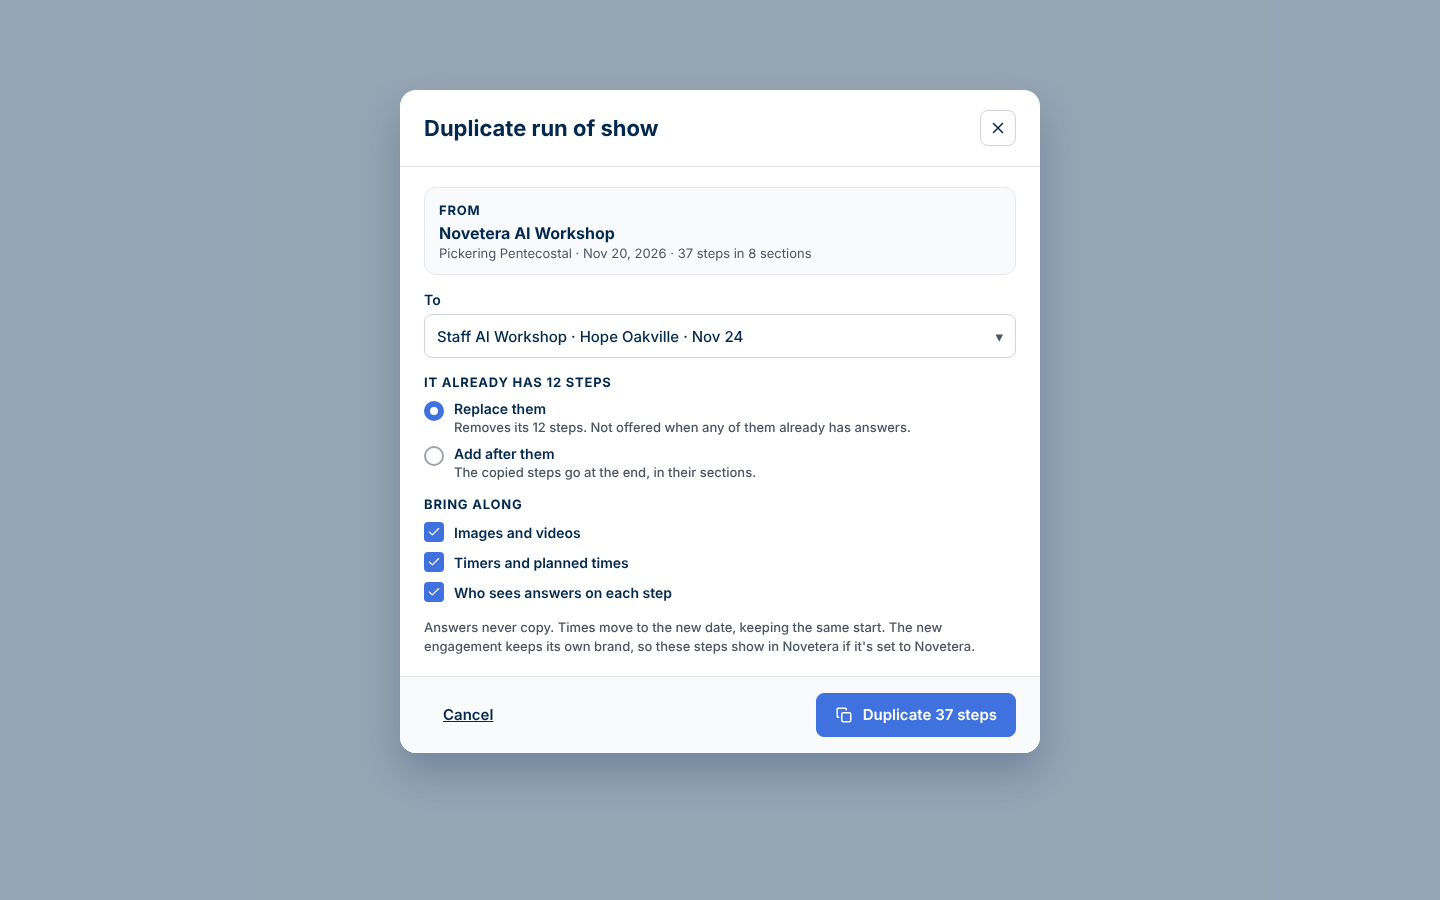 Duplicate run of show
FROM
Novetera AI Workshop
Pickering Pentecostal · Nov 20, 2026 · 37 steps in 8 sections
To
Staff AI Workshop · Hope Oakville · Nov 24
IT ALREADY HAS 12 STEPS
Replace them
Removes its 12 steps. Not offered when any of them already has answers.
Add after them
The copied steps go at the end, in their sections.
BRING ALONG
Images and videos
Timers and planned times
Who sees answers on each step
Answers never copy. Times move to the new date, keeping the same start. The new
engagement keeps its own brand, so these steps show in Novetera if it's set to Novetera.
Cancel
Duplicate 37 steps